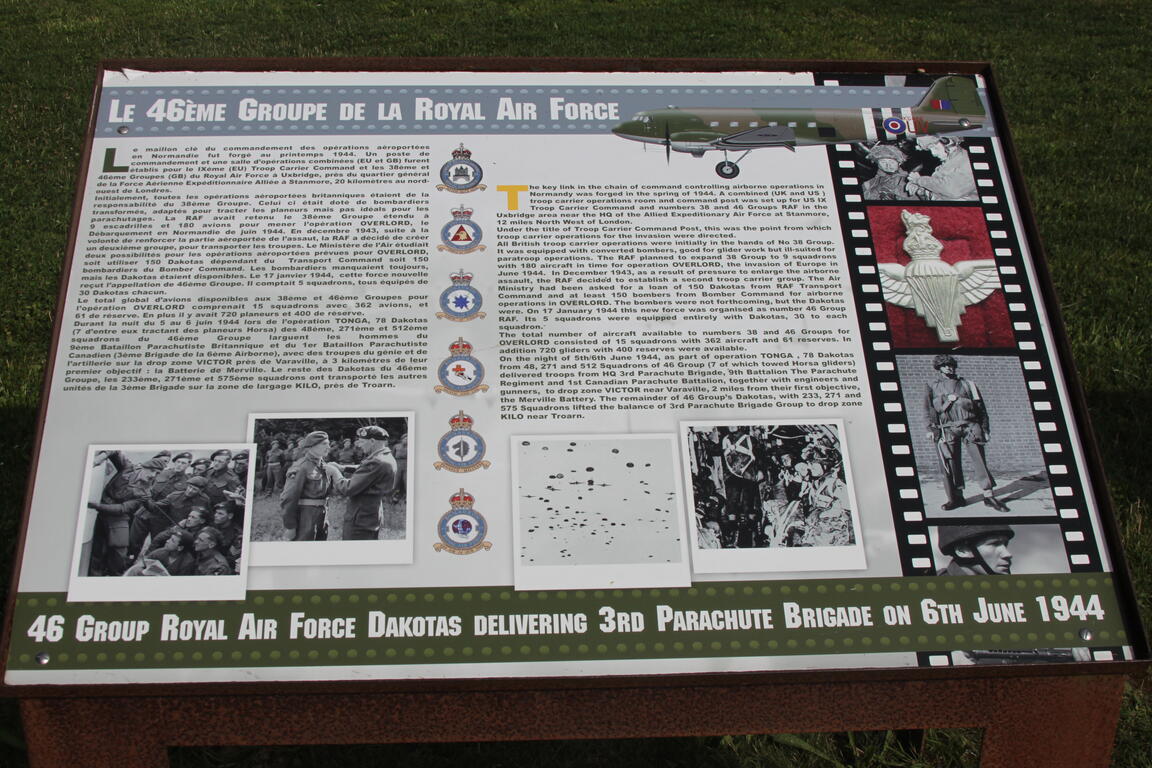 Le 46ème Groupe de la Royal Air Force
Le maillon clé du commandement des opérations aéroportées
en Normandie fut forgé au printemps 1944. Un poste de
commandement et une salle d'opérations combinées (EU et GB) furent
établis pour le IXème (EU) Troop Carrier Command et les 38ème et
46ème Groupes (GB) du Royal Air Force à Uxbridge, près du quartier général
de la Force Aérienne Expéditionnaire Alliée à Stanmore, 20 kilomètres au nord-
ouest de Londres.
Initialement, toutes les opérations aéroportées britanniques étaient de la
responsabilité du 38ème Groupe. Celui ci était doté de bombardiers
transformés, adaptés pour tracter les planeurs mais pas idéals pour les
parachutages. La RAF avait retenu le 38ème Groupe étendu à
9 escadrilles et 180 avions pour mener l'opération OVERLORD, le
Débarquement en Normandie de juin 1944. En décembre 1943, suite à la
volonté de renforcer la partie aéroportée de l'assaut, la RAF a décidé de créer
un deuxième groupe, pour transporter les troupes. Le Ministère de l'Air étudiait
deux possibilités pour les opérations aéroportées prévues pour OVERLORD,
soit utiliser 150 Dakotas dépendant du Transport Command soit 150
bombardiers du Bomber Command. Les bombardiers manquaient toujours,
mais les Dakotas étaient disponibles. Le 17 janvier 1944, cette force nouvelle
reçut l'appellation de 46ème Groupe. Il comptait 5 squadrons, tous équipés de
30 Dakotas chacun.
Le total global d'avions disponibles aux 38ème et 46ème Groupes pour
l'opération OVERLORD comprenait 15 squadrons avec 362 avions, et
61 de réserve. En plus il y avait 720 planeurs et 400 de réserve.
Durant la nuit du 5 au 6 juin 1944 lors de l'opération TONGA, 78 Dakotas
(7 d'entre eux tractant des planeurs Horsa) des 48ème, 271ème et 512ème
squadrons du 46ème Groupe larguent les hommes du
9ème Bataillon Parachutiste Britannique et du 1er Bataillon Parachutiste
Canadien (3ème Brigade de la 6ème Airborne), avec des troupes du génie et de
l'artillerie sur la drop zone VICTOR près de Varaville, à 3 kilomètres de leur
premier objectif : la Batterie de Merville. Le reste des Dakotas du 46ème
Groupe, les 233ème, 271ème et 575ème squadrons ont transporté les autres
unités de la 3ème Brigade sur la zone de largage KILO, près de Troarn.
The key link in the chain of command controlling airborne operations in
Normandy was forged in the spring of 1944. A combined (UK and US )
troop carrier operations room and command post was set up for US IX
Troop Carrier Command and numbers 38 and 46 Groups RAF in the
Uxbridge area near the HQ of the Allied Expeditionary Air Force at Stanmore,
12 miles North West of London.
Under the title of Troop Carrier Command Post, this was the point from which
troop carrier operations for the invasion were directed.
All British troop carrier operations were initially in the hands of No 38 Group.
It was equipped with converted bombers, good for glider work but ill-suited for
paratroop operations. The RAF planned to expand 38 Group to 9 squadrons
with 180 aircraft in time for operation OVERLORD, the invasion of Europe in
June 1944. In December 1943, as a result of pressure to enlarge the airborne
assault, the RAF decided to establish a second troop carrier group. The Air
Ministry had been asked for a loan of 150 Dakotas from RAF Transport
Command and at least 150 bombers from Bomber Command for airborne
operations in OVERLORD. The bombers were not forthcoming, but the Dakotas
were. On 17 January 1944 this new force was organised as number 46 Group
RAF. Its 5 squadrons were equipped entirely with Dakotas, 30 to each
squadron.
The total number of aircraft available to numbers 38 and 46 Groups for
OVERLORD consisted of 15 squadrons with 362 aircraft and 61 reserves. In
addition 720 gliders with 400 reserves were available.
On the night of 5th/6th June 1944, as part of operation TONGA , 78 Dakotas
from 48, 271 and 512 Squadrons of 46 Group (7 of which towed Horsa gliders)
delivered troops from HQ 3rd Parachute Brigade, 9th Battalion The Parachute
Regiment and 1st Canadian Parachute Battalion, together with engineers and
gunners, to drop zone VICTOR near Varaville, 2 miles from their first objective,
the Merville Battery. The remainder of 46 Group's Dakotas, with 233, 271 and
575 Squadrons lifted the balance of 3rd Parachute Brigade Group to drop zone
KILO near Troarn.
46 Group Royal Air Force Dakotas delivering 3rd Parachute Brigade on 6th June 1944